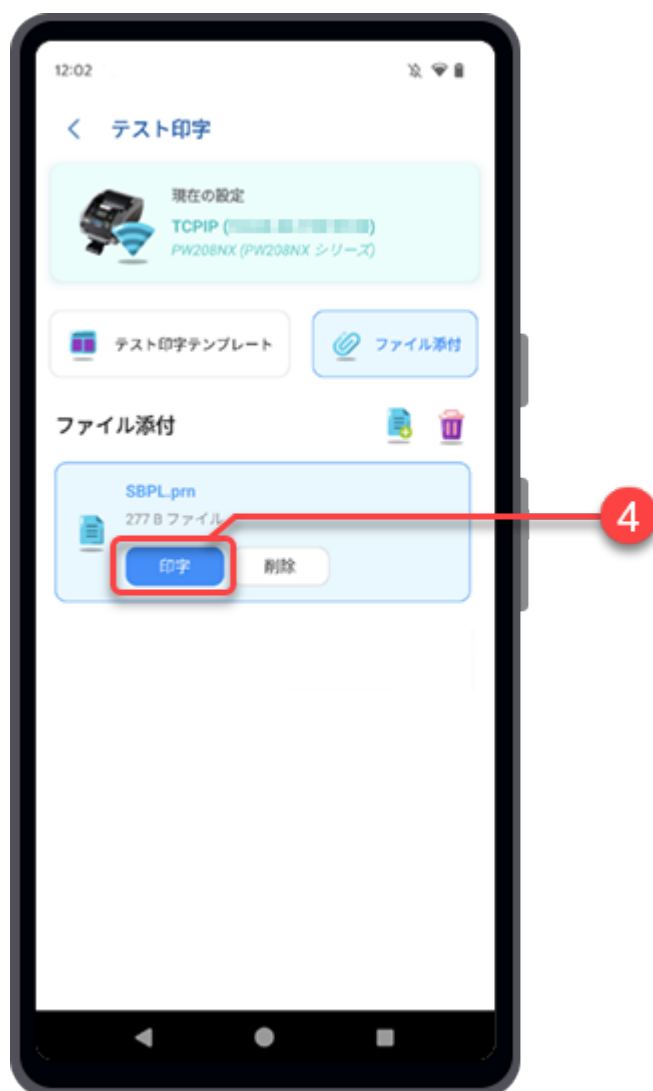 12:02
テスト印字
現在の設定
TCPIP (
)
PW208NX (PW208NX シリーズ)
テスト印字テンプレート
ファイル添付
ファイル添付
SBPL.prn
277 B ファイル
4
印字
削除